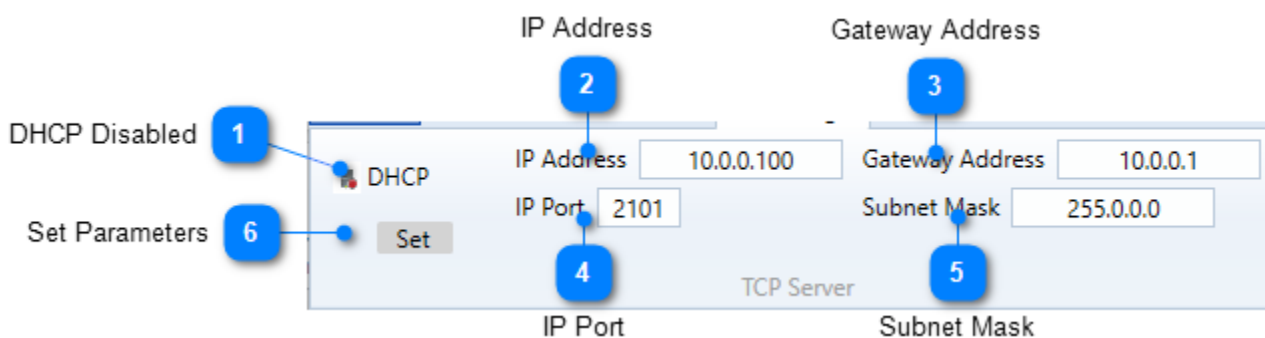 IP Address
Gateway Address
2
3
DHCP Disabled
1
IP Address 10.0.0.100 Gateway Address 10.0.0.1
DHCP
IP Port 2101 Subnet Mask 255.0.0.0
Set Parameters
6
Set
4
5
TCP Server
IP Port
Subnet Mask